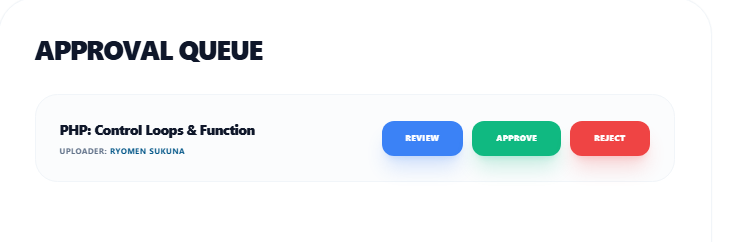 APPROVAL QUEUE
PHP: Control Loops & Function
UPLOADER: RYOMEN SUKUNA
REVIEW
APPROVE
REJECT